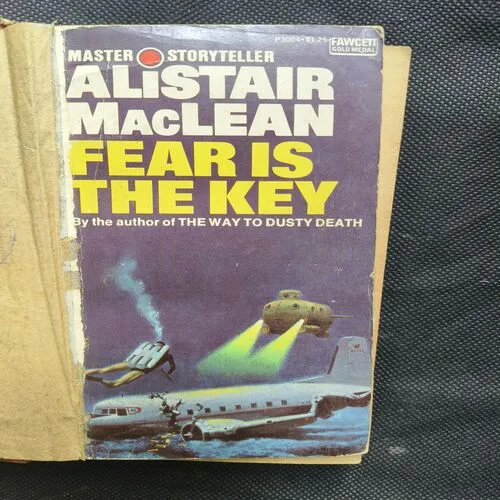 P3004 • $1.25
FAWCETT
GOLD MEDAL
MASTER STORYTELLER
ALISTAIR
MACLEAN
FEAR IS
THE KEY
By the author of THE WAY TO DUSTY DEATH